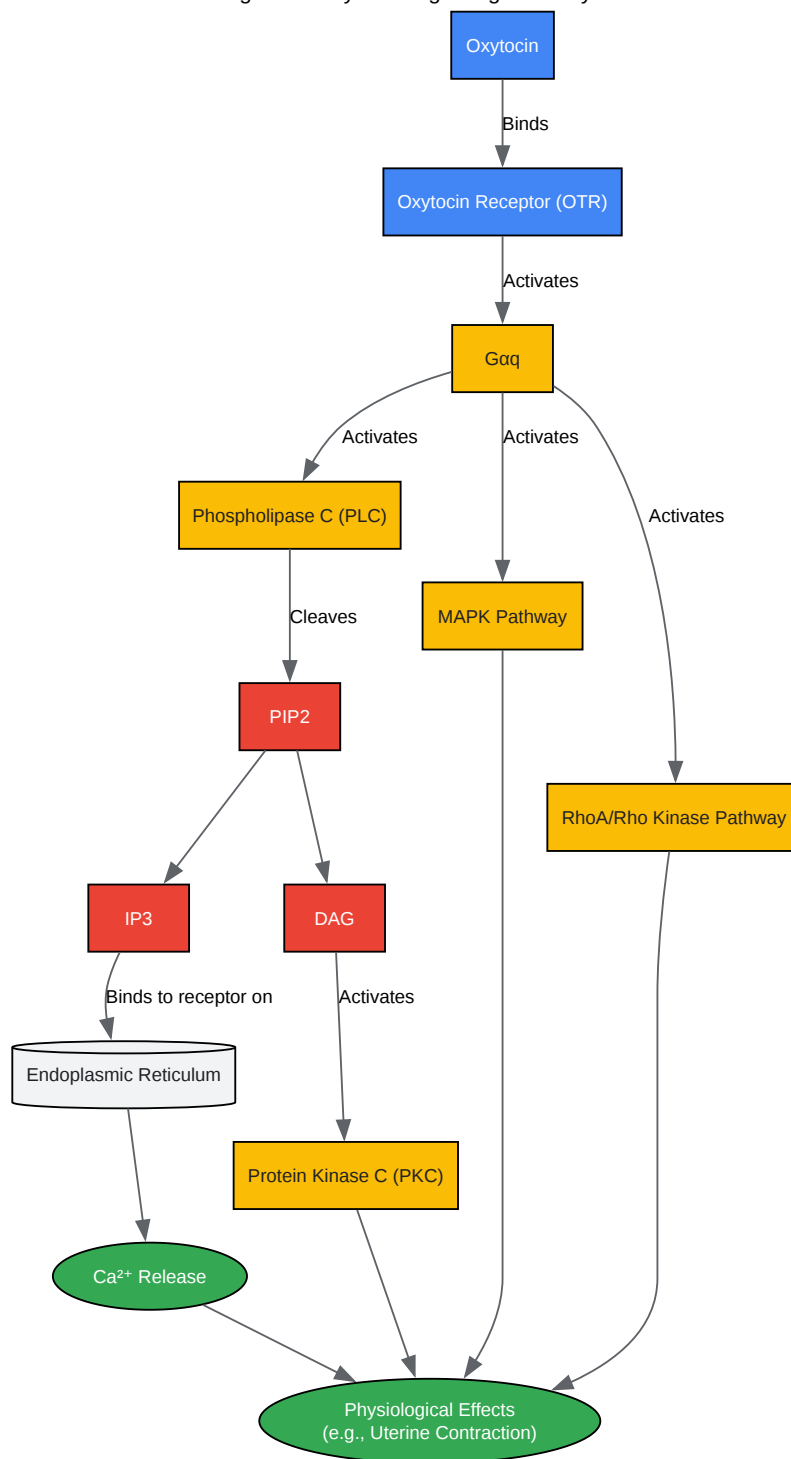 Oxytocin
Binds
Oxytocin Receptor (OTR)
Activates
Gαq
Activates
Activates
Activates
Phospholipase C (PLC)
MAPK Pathway
Cleaves
PIP2
RhoA/Rho Kinase Pathway
IP3
DAG
Binds to receptor on
Activates
Endoplasmic Reticulum
Protein Kinase C (PKC)
Ca²⁺ Release
Physiological Effects
(e.g., Uterine Contraction)